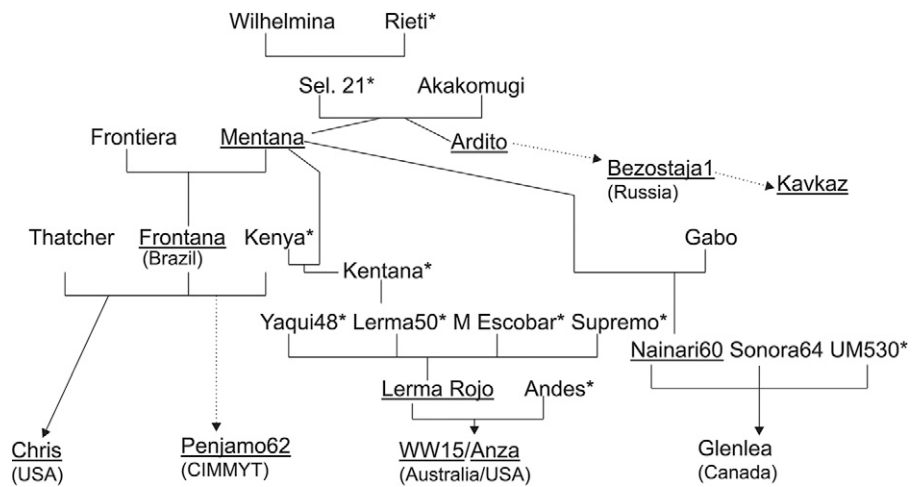 Wilhelmina Rieti*
Sel. 21* Akakomugi
Frontiera Mentana Ardito
Bezostaja1 Kavkaz
(Russia)
Thatcher Frontana Kenya* Gabo
(Brazil)
Kentana*
Yaqui48* Lerma50* M Escobar* Supremo*
Nainari60 Sonora64 UM530*
Lerma Rojo Andes*
Chris Penjamo62 WW15/Anza Glenlea
(USA) (CIMMYT) (Australia/USA) (Canada)